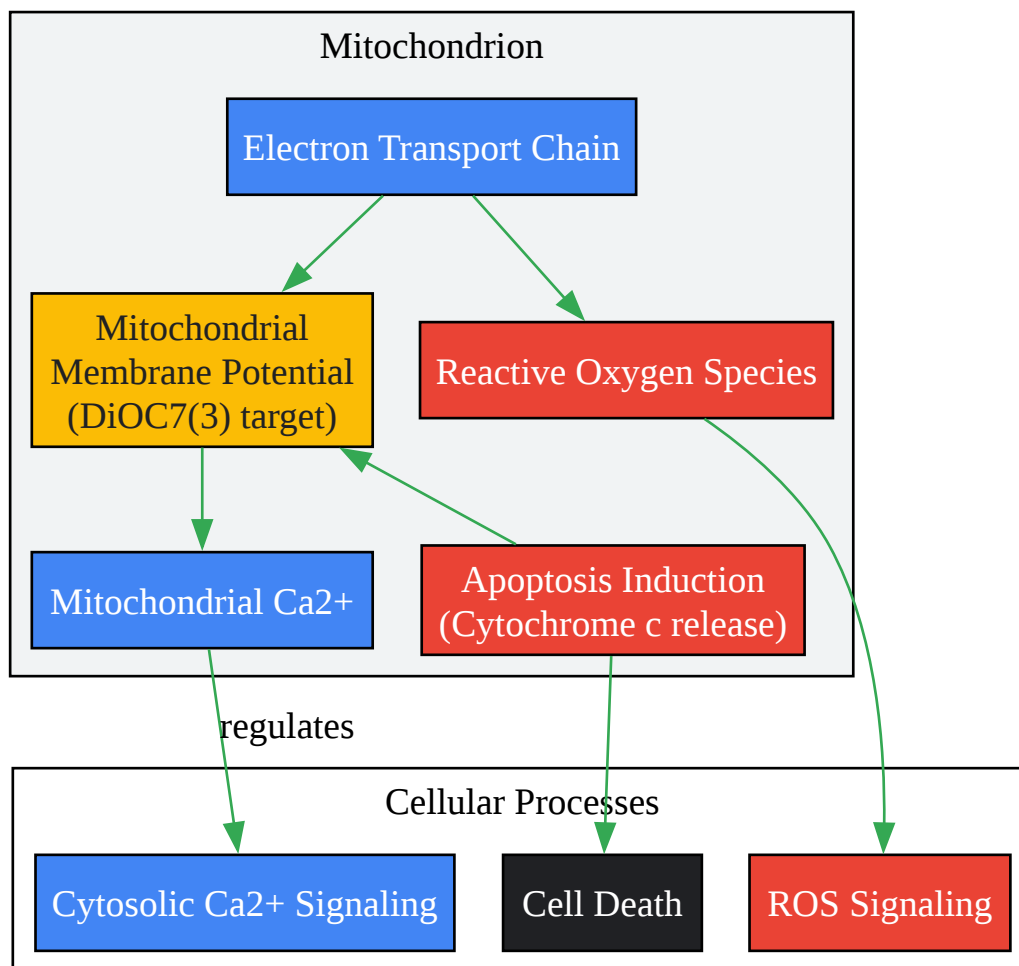 Mitochondrion
Electron Transport Chain
Mitochondrial
Membrane Potential
(DiOC7(3) target)
Reactive Oxygen Species
Mitochondrial Ca2+
Apoptosis Induction
(Cytochrome c release)
regulates
Cellular Processes
Cytosolic Ca2+ Signaling
Cell Death
ROS Signaling